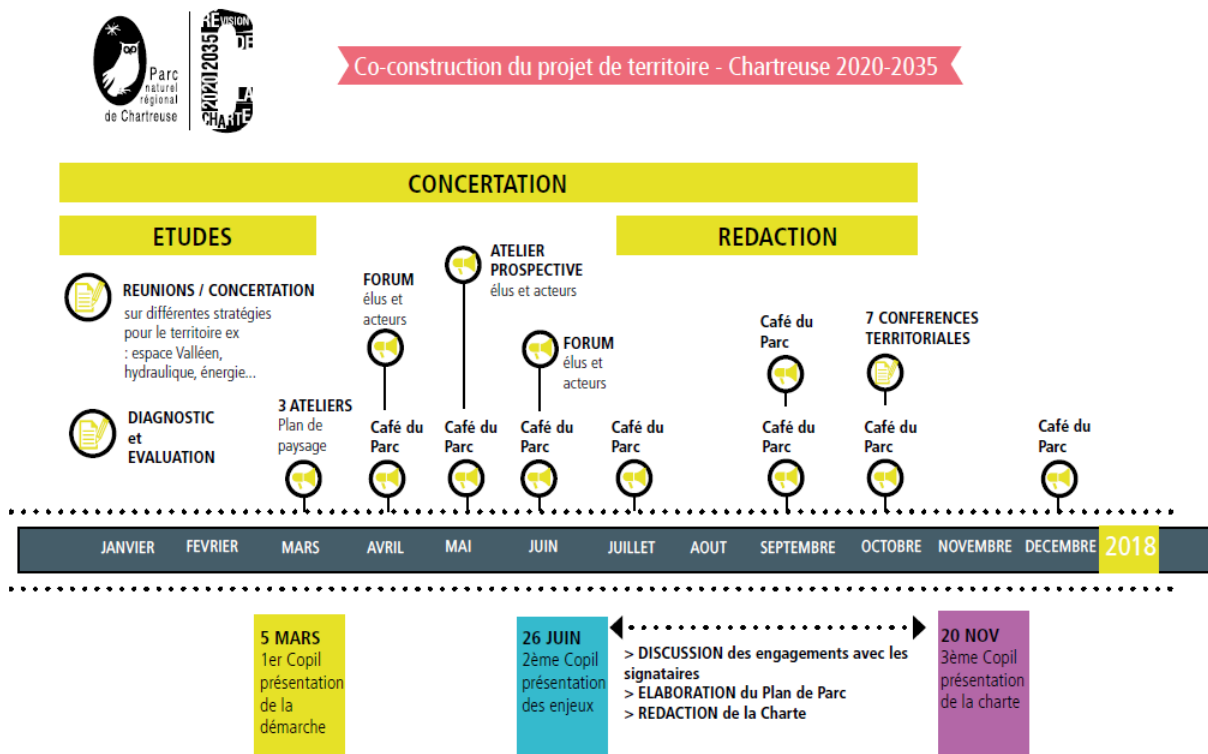 Parc
naturel
régional
de Chartreuse
REVISION
DE
LA
CHARTE
2020|2035
Co-construction du projet de territoire - Chartreuse 2020-2035
CONCERTATION
ETUDES
REDACTION
REUNIONS / CONCERTATION
sur différentes stratégies
pour le territoire ex
: espace Valléen,
hydraulique, énergie...
DIAGNOSTIC
et
EVALUATION
3 ATELIERS
Plan de
paysage
FORUM
élus et
acteurs
Café du
Parc
ATELIER
PROSPECTIVE
élus et acteurs
Café du
Parc
FORUM
élus et
acteurs
Café du
Parc
Café du
Parc
Café du
Parc
Café du
Parc
7 CONFERENCES
TERRITORIALES
Café du
Parc
Café du
Parc
JANVIER FEVRIER MARS AVRIL MAI JUIN JUILLET AOUT SEPTEMBRE OCTOBRE NOVEMBRE DECEMBRE 2018
5 MARS
1er Copil
présentation
de la
démarche
26 JUIN
2ème Copil
présentation
des enjeux
> DISCUSSION des engagements avec les
signataires
> ELABORATION du Plan de Parc
> REDACTION de la Charte
20 NOV
3ème Copil
présentation
de la charte